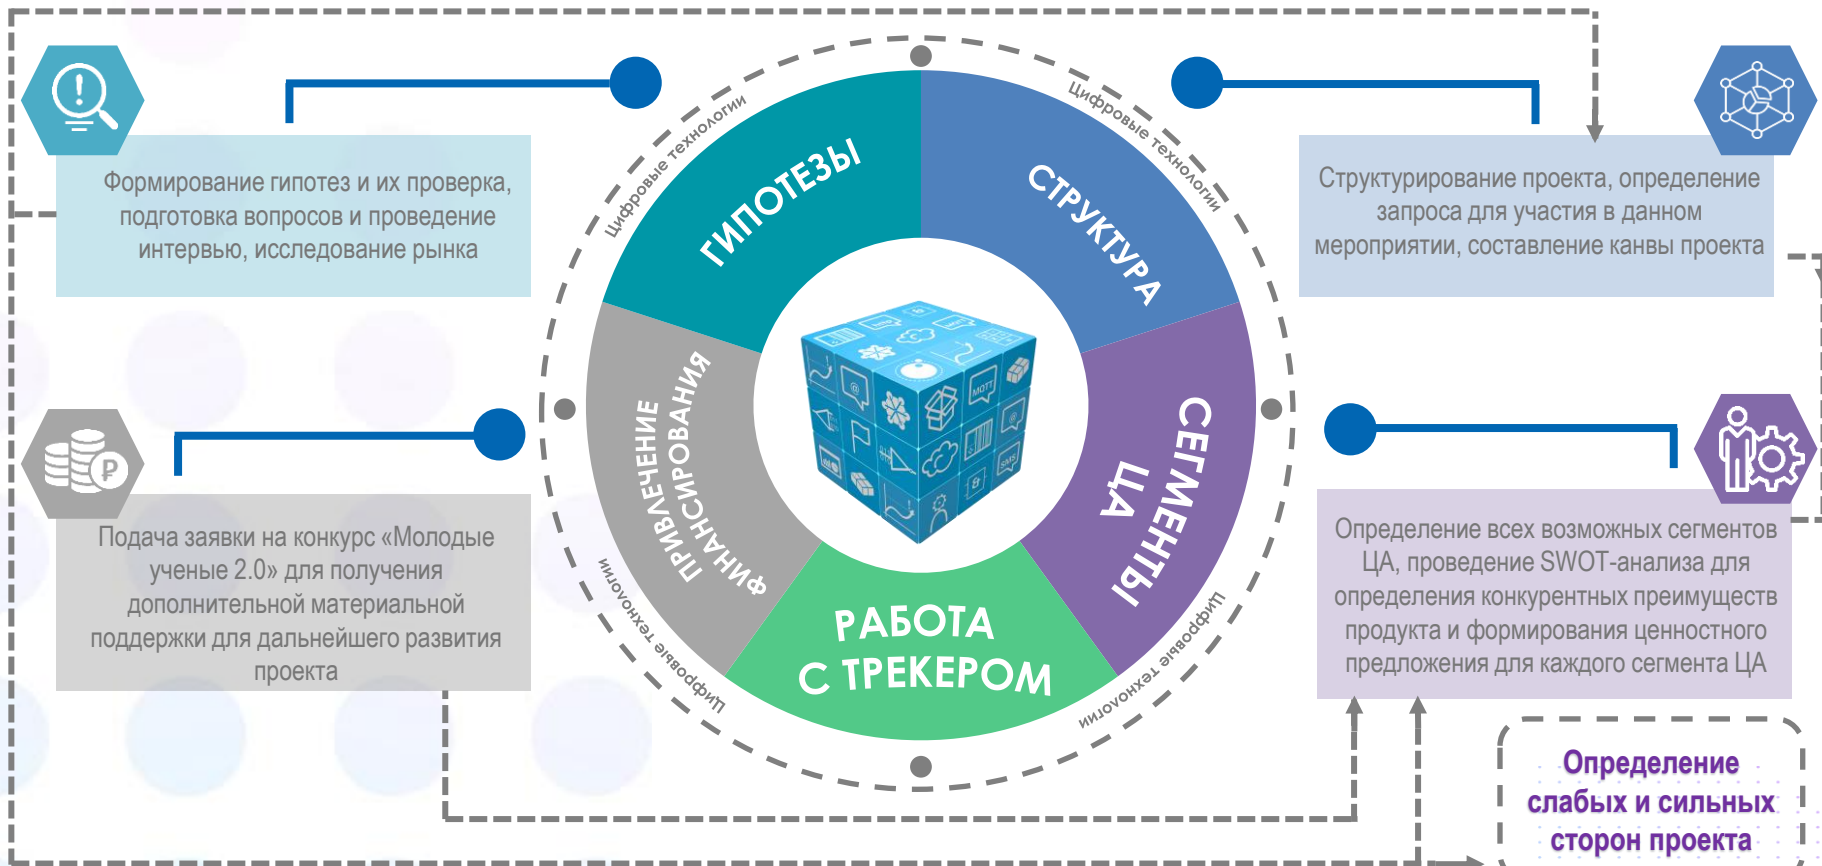 Формирование гипотез и их проверка,
подготовка вопросов и проведение
интервью, исследование рынка
Подача заявки на конкурс «Молодые
ученые 2.0» для получения
дополнительной материальной
поддержки для дальнейшего развития
проекта
Цифровые технологии
Цифровые технологии
Цифровые технологии
Цифровые технологии
ГИПОТЕЗЫ
СТРУКТУРА
СЕГМЕНТЫ
ЦА
РАБОТА
С ТРЕКЕРОМ
ПРИВЛЕЧЕНИЕ
ФИНАНСИРОВАНИЯ
MOTT
SMS
Структурирование проекта, определение
запроса для участия в данном
мероприятии, составление канвы проекта
Определение всех возможных сегментов
ЦА, проведение SWOT-анализа для
определения конкурентных преимуществ
продукта и формирования ценностного
предложения для каждого сегмента ЦА
Определение
слабых и сильных
сторон проекта